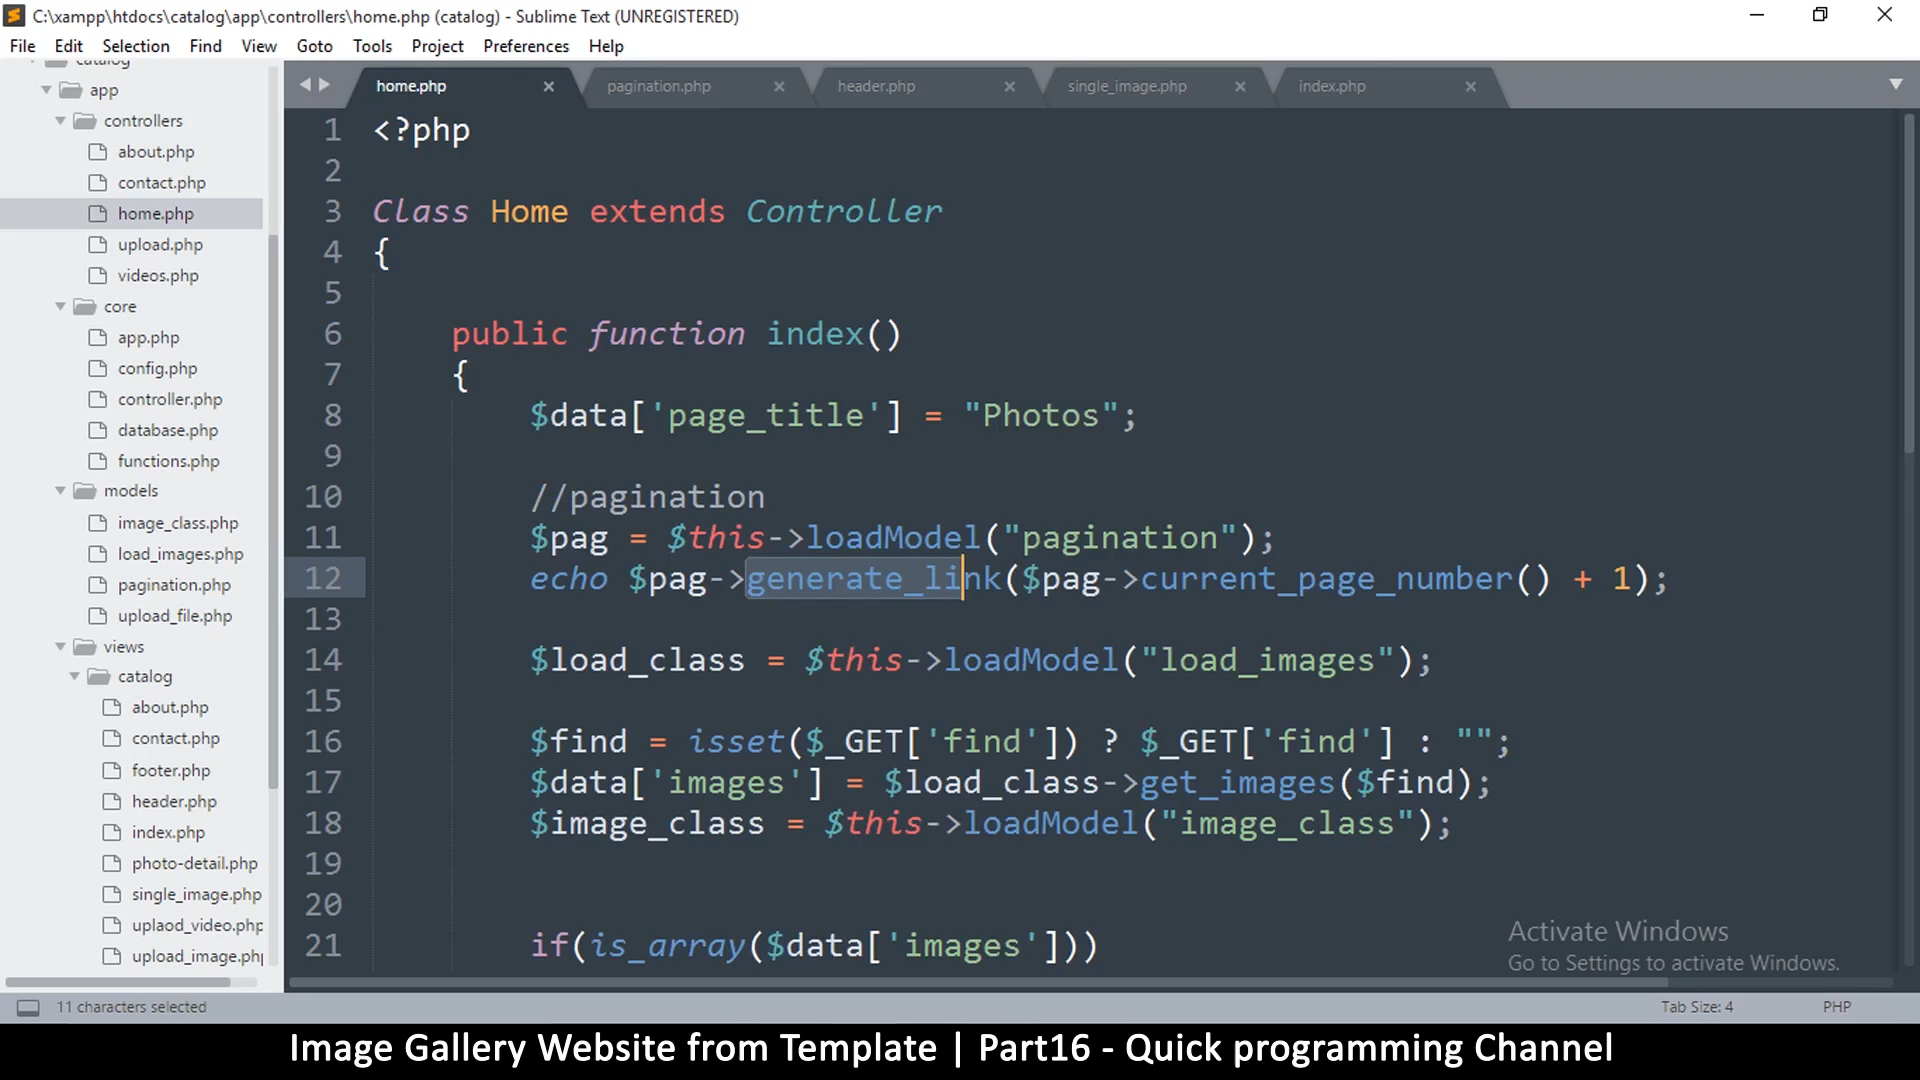 C:\xampp\htdocs\catalog\app\controllers\home.php (catalog) - Sublime Text (UNREGISTERED)
File Edit Selection Find View Goto Tools Project Preferences Help
catalog
app
controllers
about.php
contact.php
home.php
upload.php
videos.php
core
app.php
config.php
controller.php
database.php
functions.php
models
image_class.php
load_images.php
pagination.php
upload_file.php
views
catalog
about.php
contact.php
footer.php
header.php
index.php
photo-detail.php
single_image.php
uplaod_video.php
upload_image.php
home.php pagination.php header.php single_image.php index.php
1 <?php
2
3 Class Home extends Controller
4 {
5
6 public function index()
7 {
8 $data['page_title'] = "Photos";
9
10 //pagination
11 $pag = $this->loadModel("pagination");
12 echo $pag->generate_link($pag->current_page_number() + 1);
13
14 $load_class = $this->loadModel("load_images");
15
16 $find = isset($_GET['find']) ? $_GET['find'] : "";
17 $data['images'] = $load_class->get_images($find);
18 $image_class = $this->loadModel("image_class");
19
20
21 if(is_array($data['images']))
Activate Windows
Go to Settings to activate Windows.
11 characters selected Tab Size: 4 PHP
Image Gallery Website from Template | Part16 - Quick programming Channel